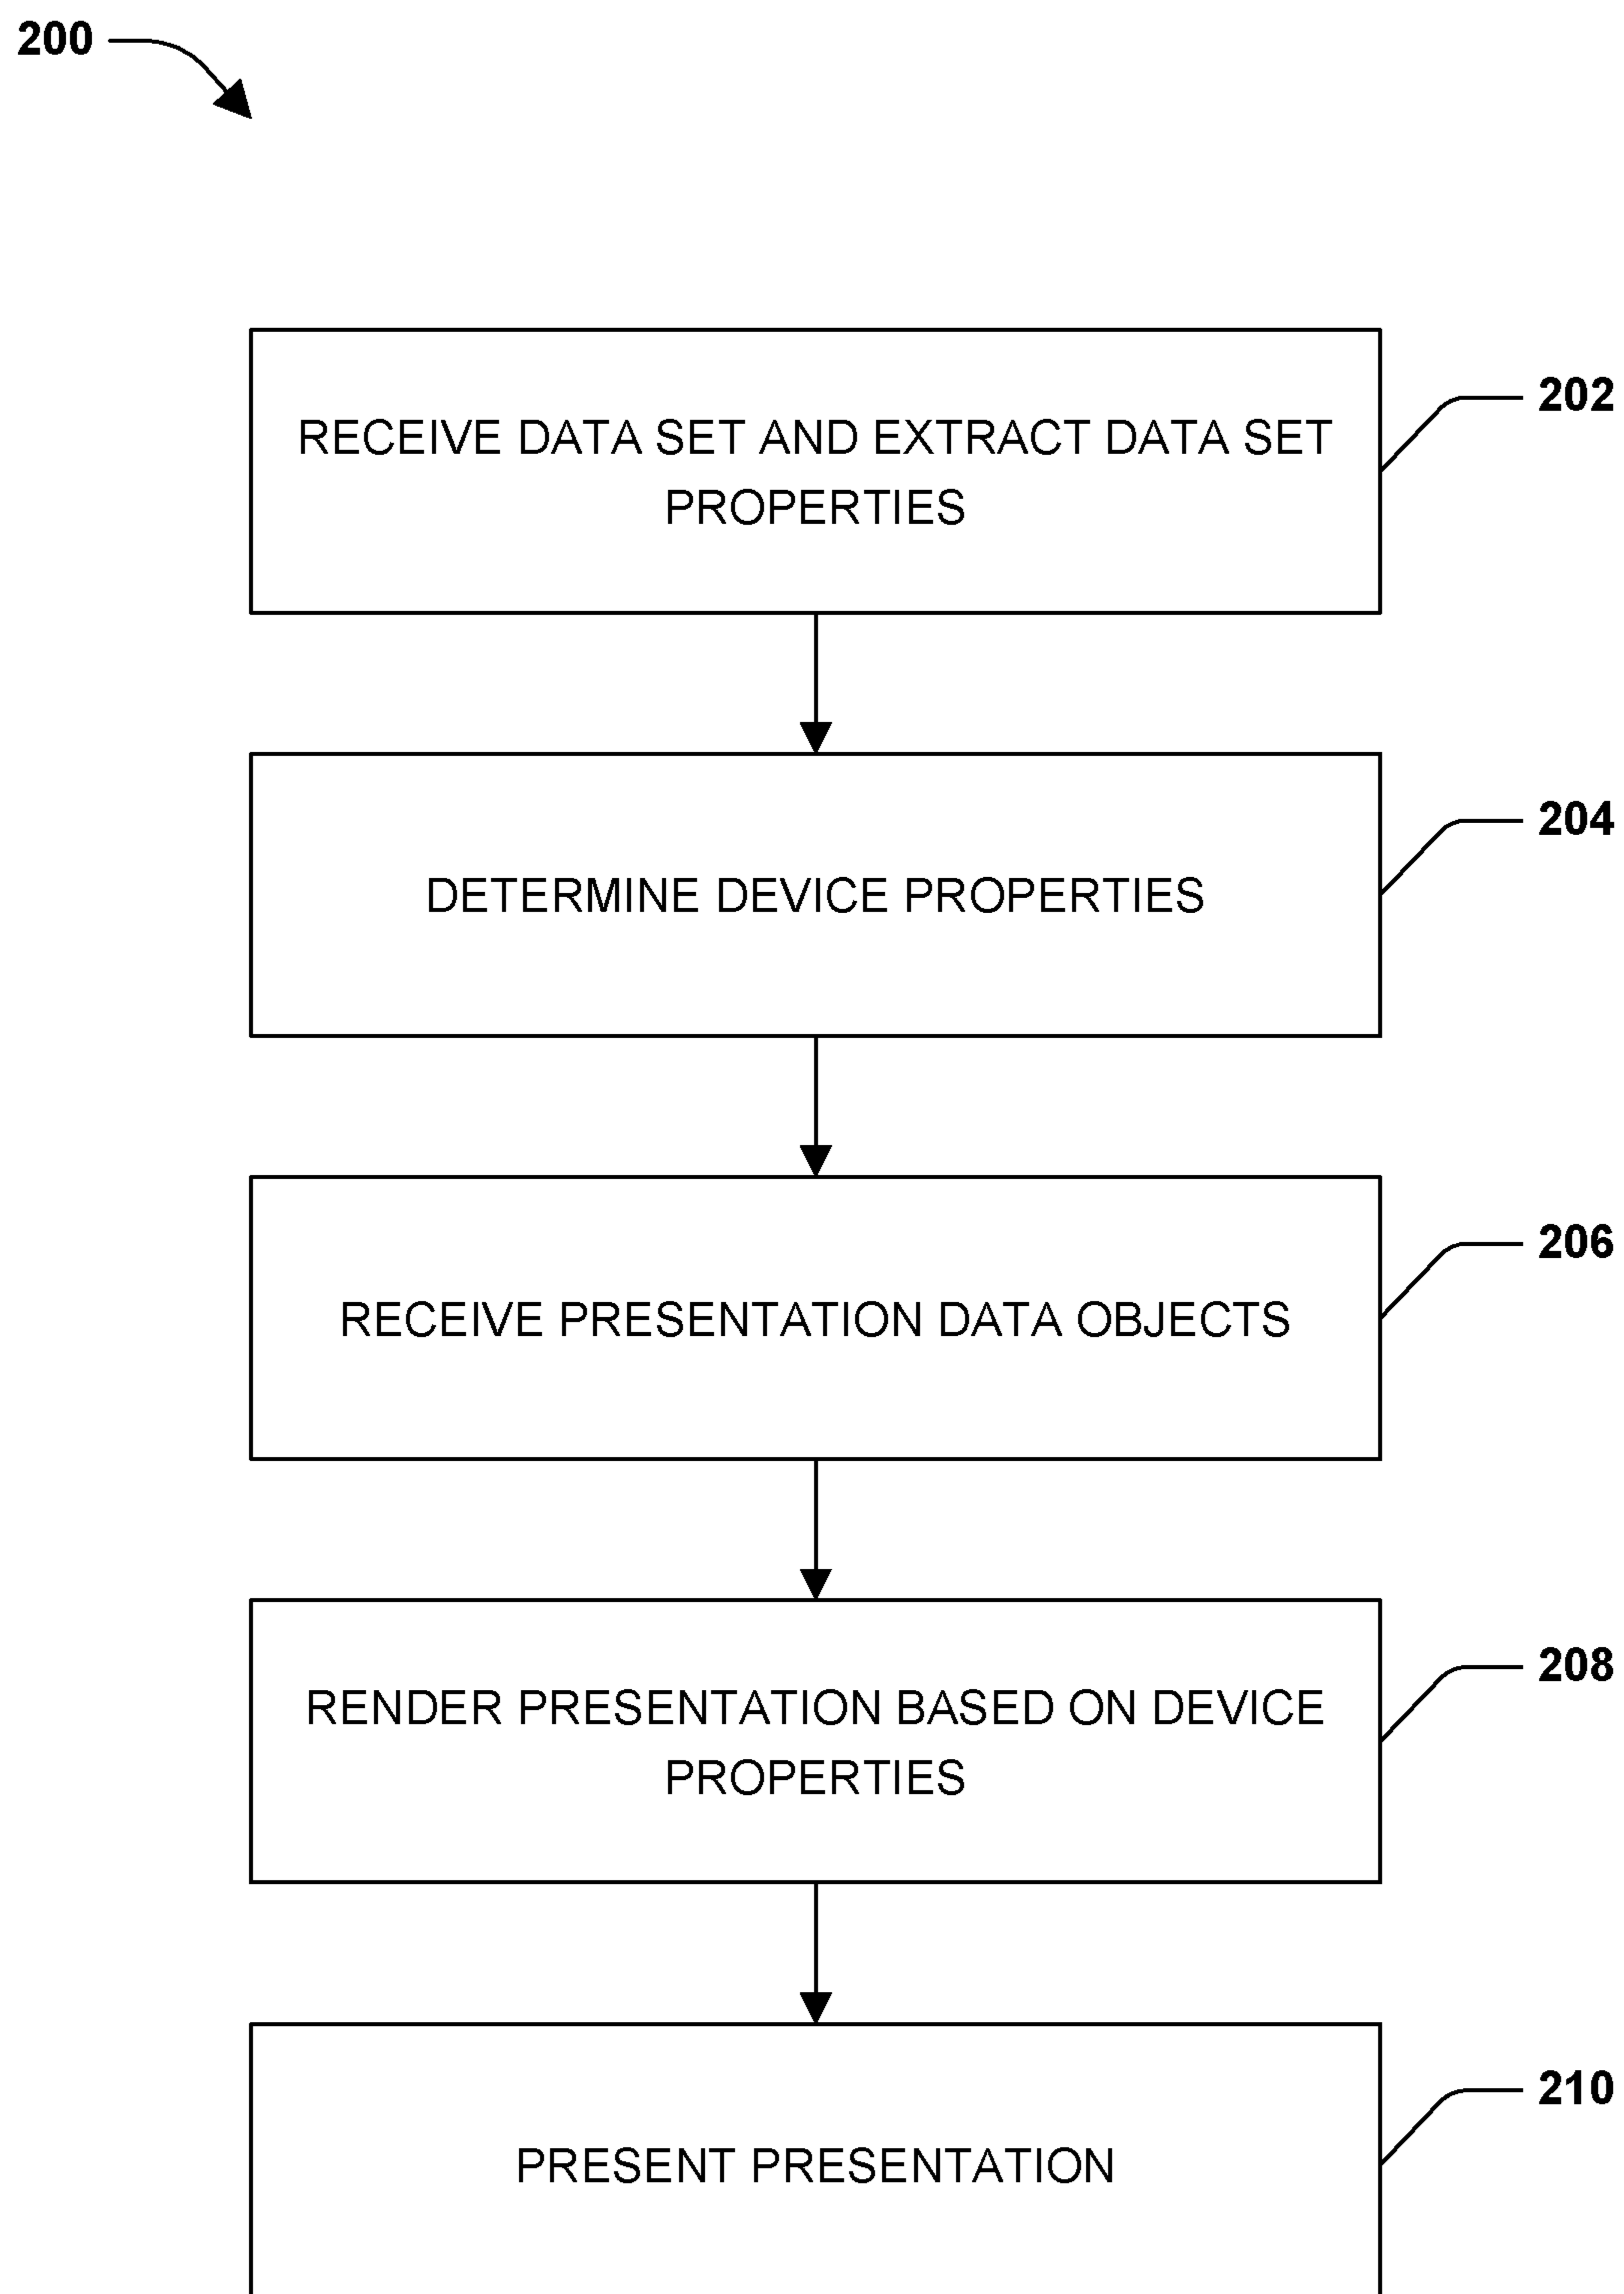 200
RECEIVE DATA SET AND EXTRACT DATA SET
PROPERTIES
202
DETERMINE DEVICE PROPERTIES
204
RECEIVE PRESENTATION DATA OBJECTS
206
RENDER PRESENTATION BASED ON DEVICE
PROPERTIES
208
PRESENT PRESENTATION
210